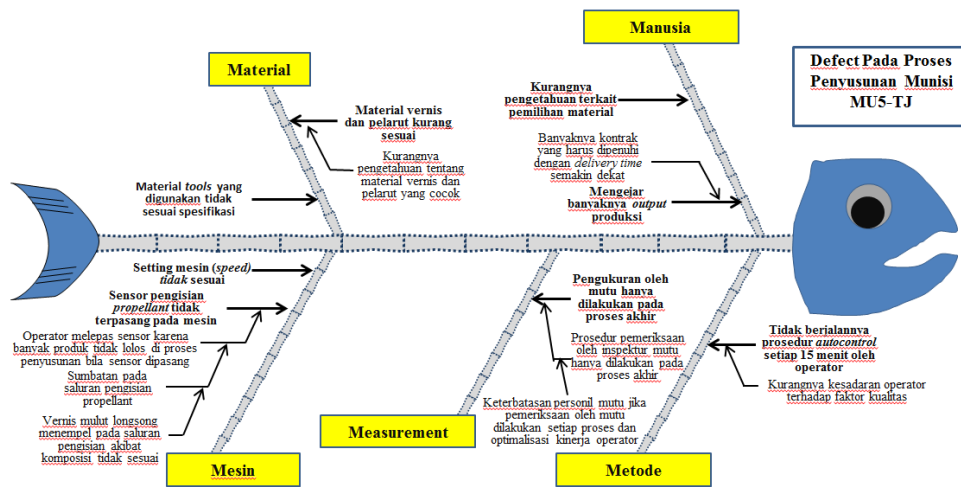 Manusia
Material
Defect Pada Proses
Penyusunan Munisi
MU5-TJ
Kurangnya
pengetahuan terkait
pemilihan material
Material vernis
dan pelarut kurang
sesuai
Banyaknya kontrak
yang harus dipenuhi
dengan delivery time
semakin dekat
Kurangnya
pengetahuan tentang
material vernis dan
pelarut yang cocok
Mengejar
banyaknya output
produksi
Material tools yang
digunakan tidak
sesuai spesifikasi
Setting mesin (speed)
tidak sesuai
Sensor pengisian
propellant tidak
terpasang pada mesin
Operator melepas sensor karena
banyak produk tidak lolos di proses
penyusunan bila sensor dipasang
Sumbatan pada
saluran pengisian
propellant
Vernis mulut longsong
menempel pada saluran
pengisian akibat
komposisi tidak sesuai
Pengukuran oleh
mutu hanya
dilakukan pada
proses akhir
Prosedur pemeriksaan
oleh inspektur mutu
hanya dilakukan pada
proses akhir
Keterbatasan personil mutu jika
pemeriksaan oleh mutu
dilakukan setiap proses dan
optimalisasi kinerja operator
Tidak berjalannya
prosedur autocontrol
setiap 15 menit oleh
operator
Kurangnya kesadaran operator
terhadap faktor kualitas
Measurement
Mesin
Metode